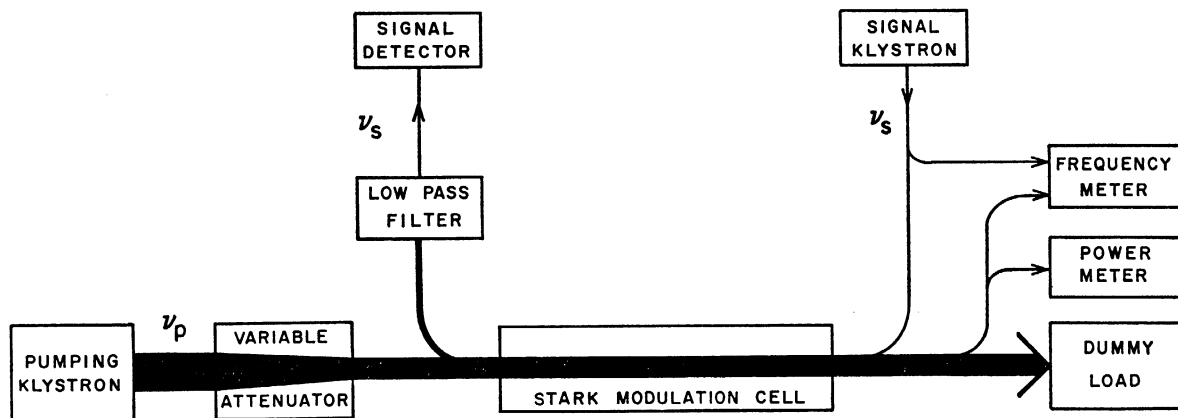 SIGNAL
DETECTOR
SIGNAL
KLYSTRON
νs
νs
LOW PASS
FILTER
FREQUENCY
METER
POWER
METER
νp
PUMPING
KLYSTRON
VARIABLE
ATTENUATOR
STARK MODULATION CELL
DUMMY
LOAD